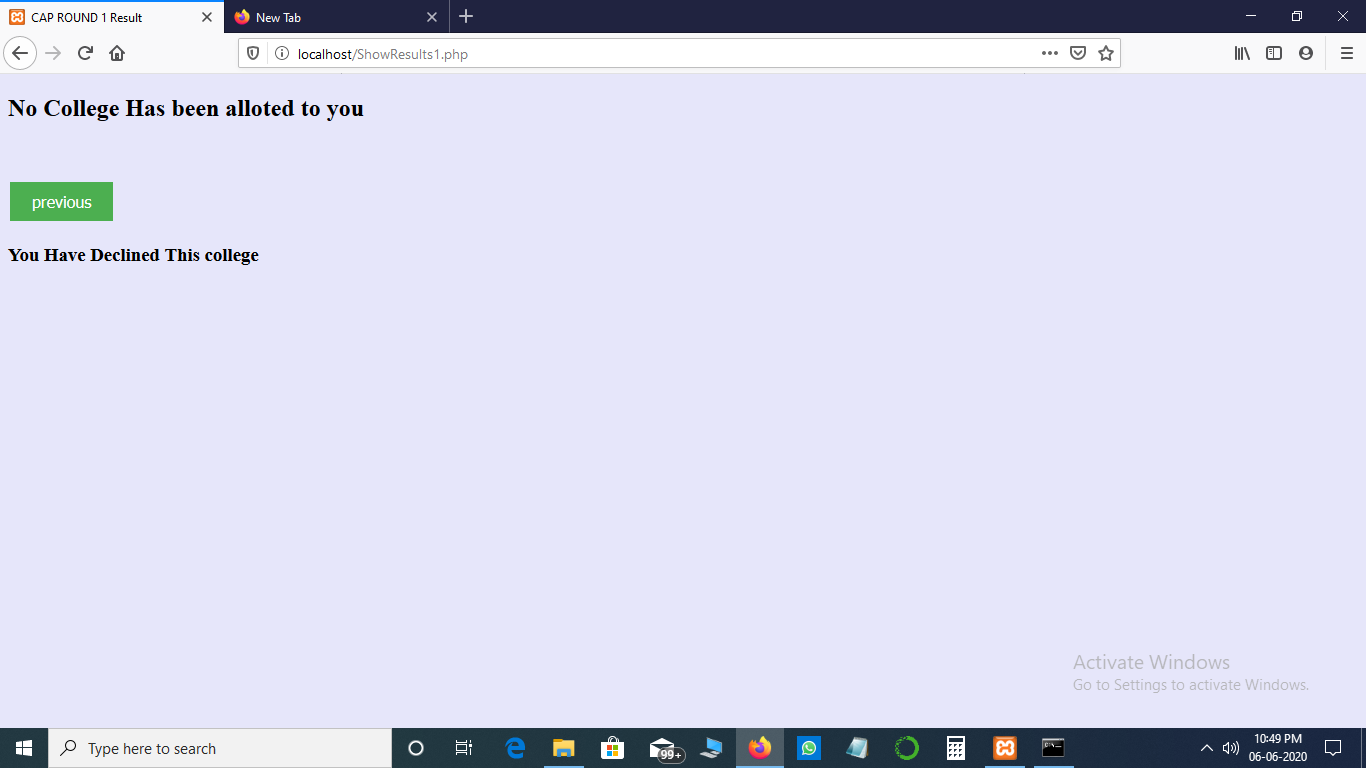 CAP ROUND 1 Result
New Tab
localhost/ShowResults1.php
No College Has been alloted to you
previous
You Have Declined This college
Activate Windows
Go to Settings to activate Windows.
Type here to search
99+
10:49 PM
06-06-2020